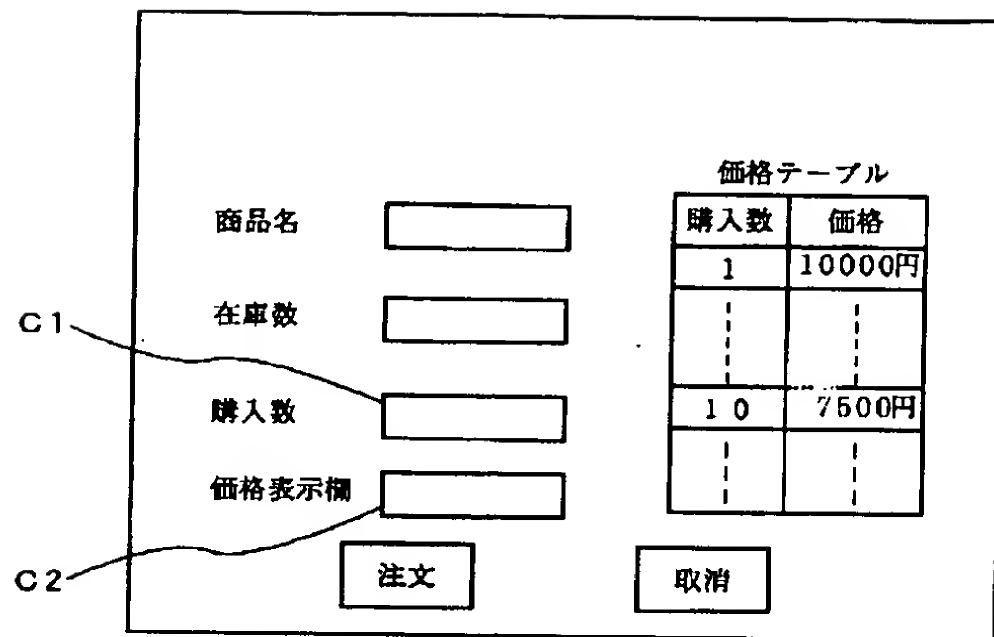 価格テーブル
商品名
購入数 価格
1 10000円
在庫数
C1
購入数
10 7500円
価格表示欄
C2
注文
取消